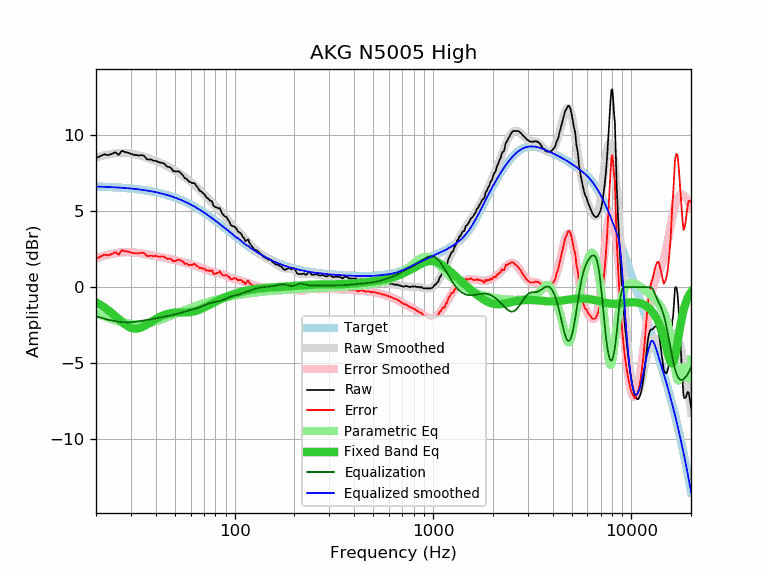 AKG N5005 High
Amplitude (dBr)
10
5
0
−5
−10
Target
Raw Smoothed
Error Smoothed
Raw
Error
Parametric Eq
Fixed Band Eq
Equalization
Equalized smoothed
100 1000 10000
Frequency (Hz)